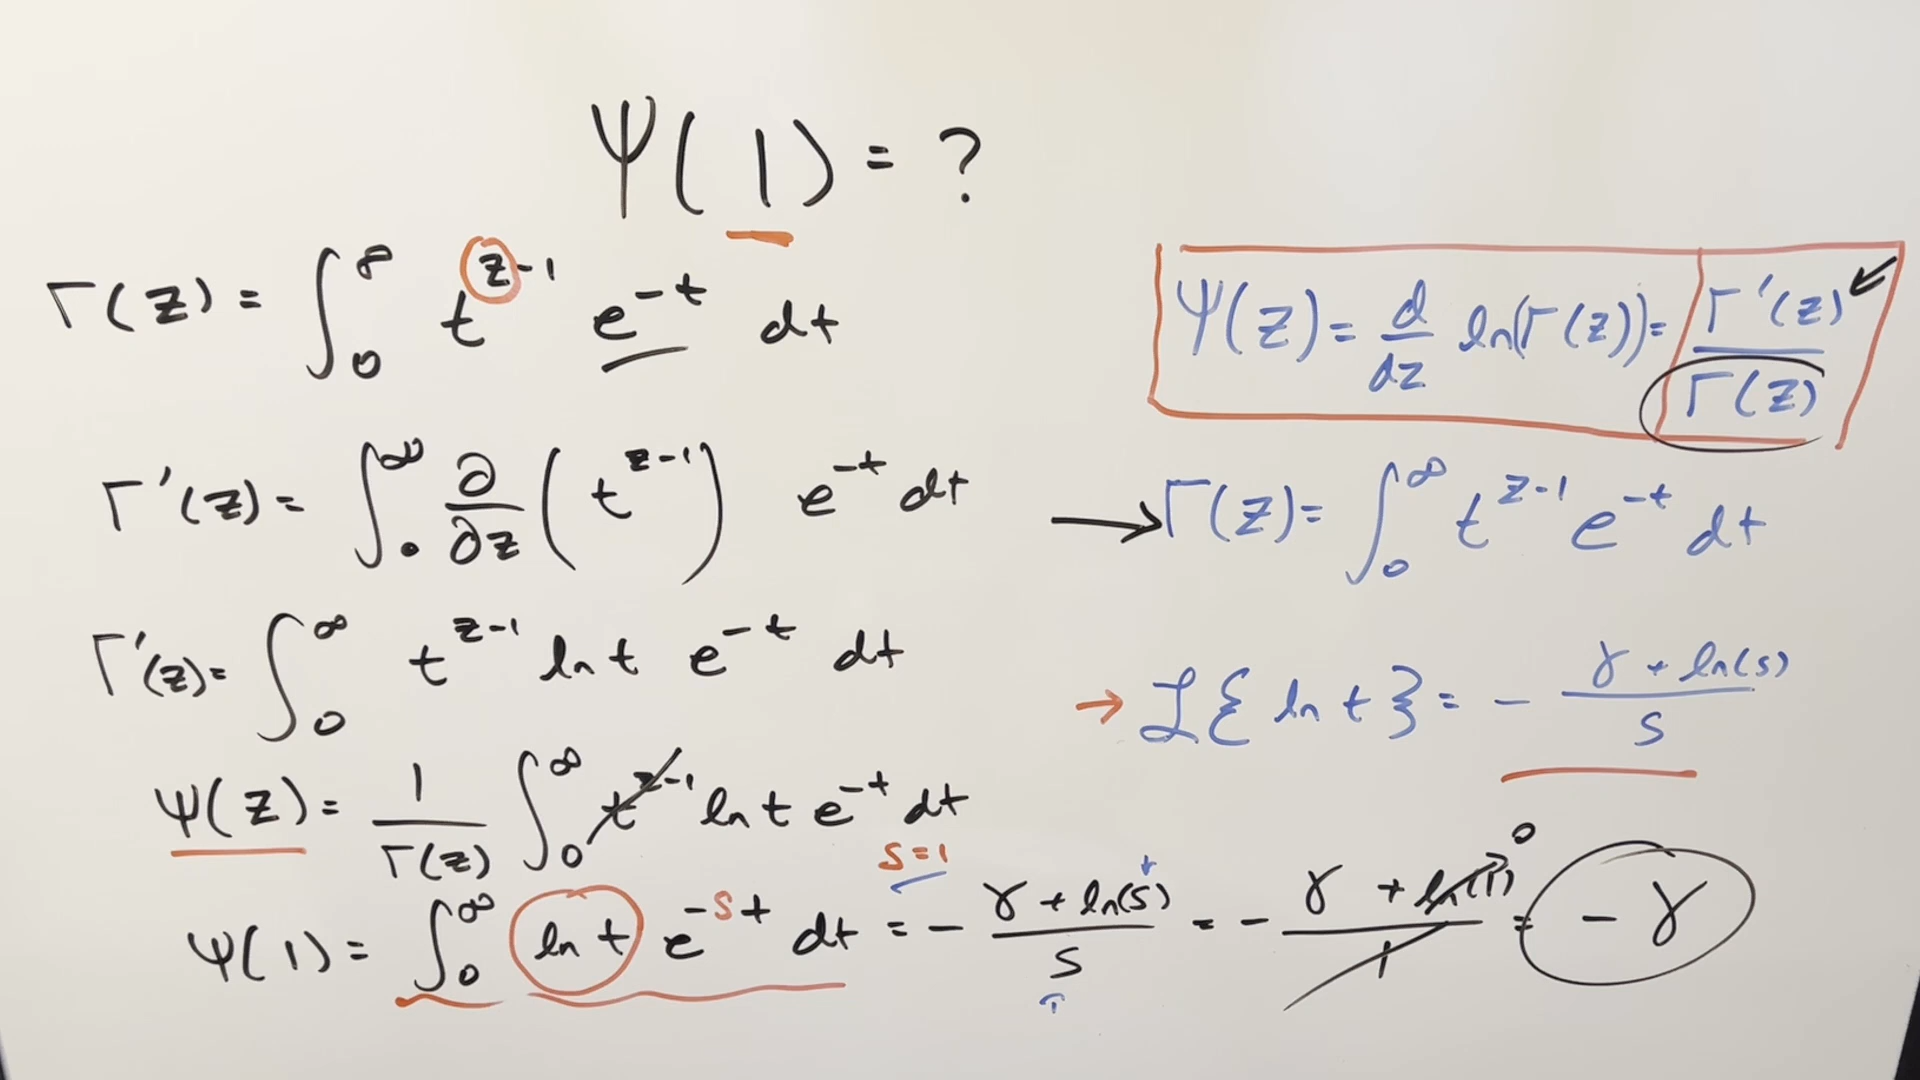 Ψ(1) = ?
Γ(z) = ∫₀^∞ t^(z-1) e^(-t) dt
Γ'(z) = ∫₀^∞ ∂/∂z (t^(z-1)) e^(-t) dt
Γ'(z) = ∫₀^∞ t^(z-1) ln t e^(-t) dt
Ψ(z) = 1/Γ(z) ∫₀^∞ t^(z-1) ln t e^(-t) dt
s=1
Ψ(1) = ∫₀^∞ ln t e^(-st) dt = - (γ + ln(s))/s = - (γ + ln(1))/1 = -γ
0
Ψ(z) = d/dz ln(Γ(z)) = Γ'(z)/Γ(z)
→ Γ(z) = ∫₀^∞ t^(z-1) e^(-t) dt
→ ℒ{ln t} = - (γ + ln(s))/s